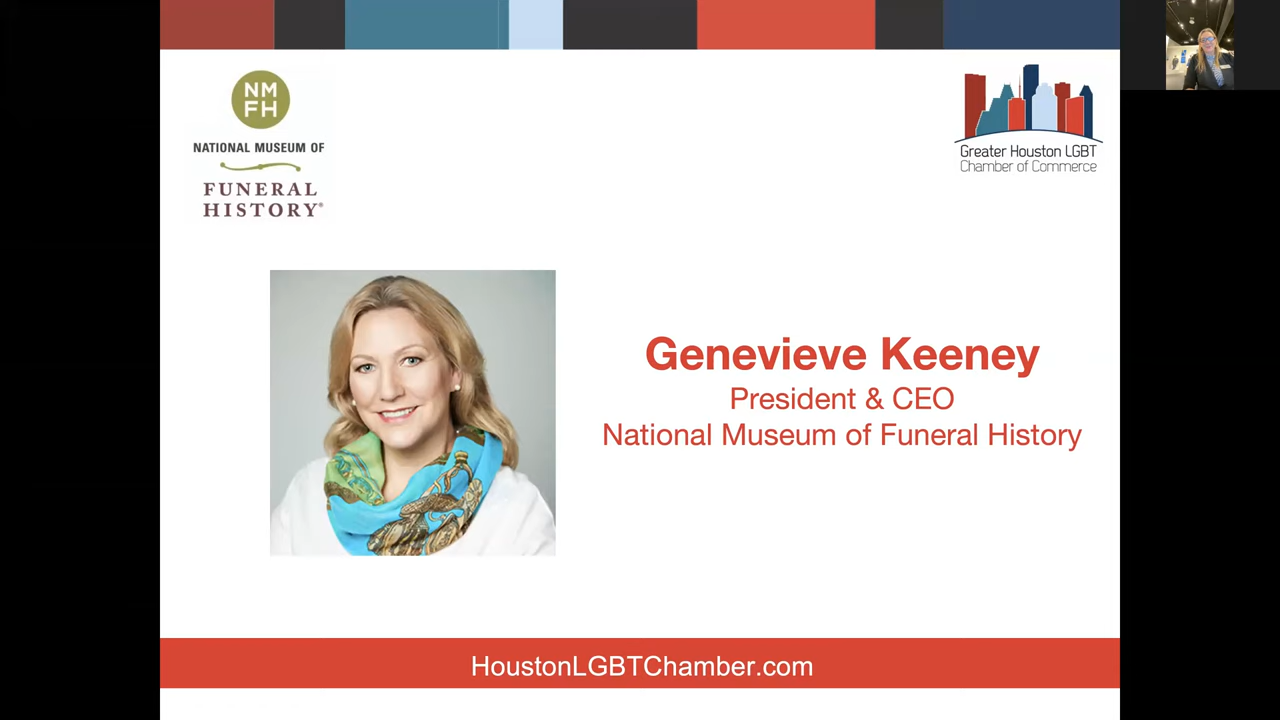 NM
FH
NATIONAL MUSEUM OF
FUNERAL
HISTORY®
Greater Houston LGBT
Chamber of Commerce
Genevieve Keeney
President & CEO
National Museum of Funeral History
HoustonLGBTChamber.com